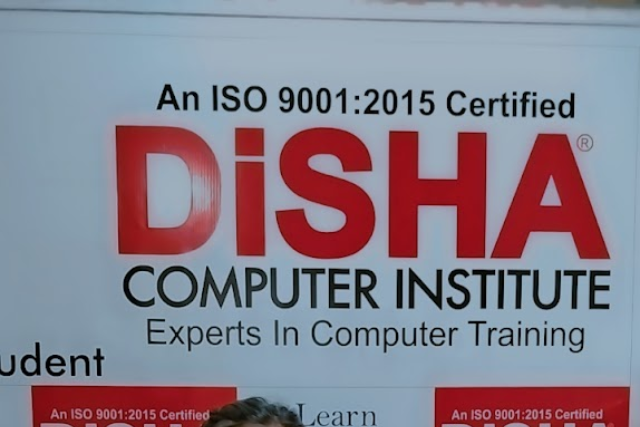 An ISO 9001:2015 Certified
DiSHA®
COMPUTER INSTITUTE
Experts In Computer Training
udent
An ISO 9001:2015 Certified
Learn
An ISO 9001:2015 Certified